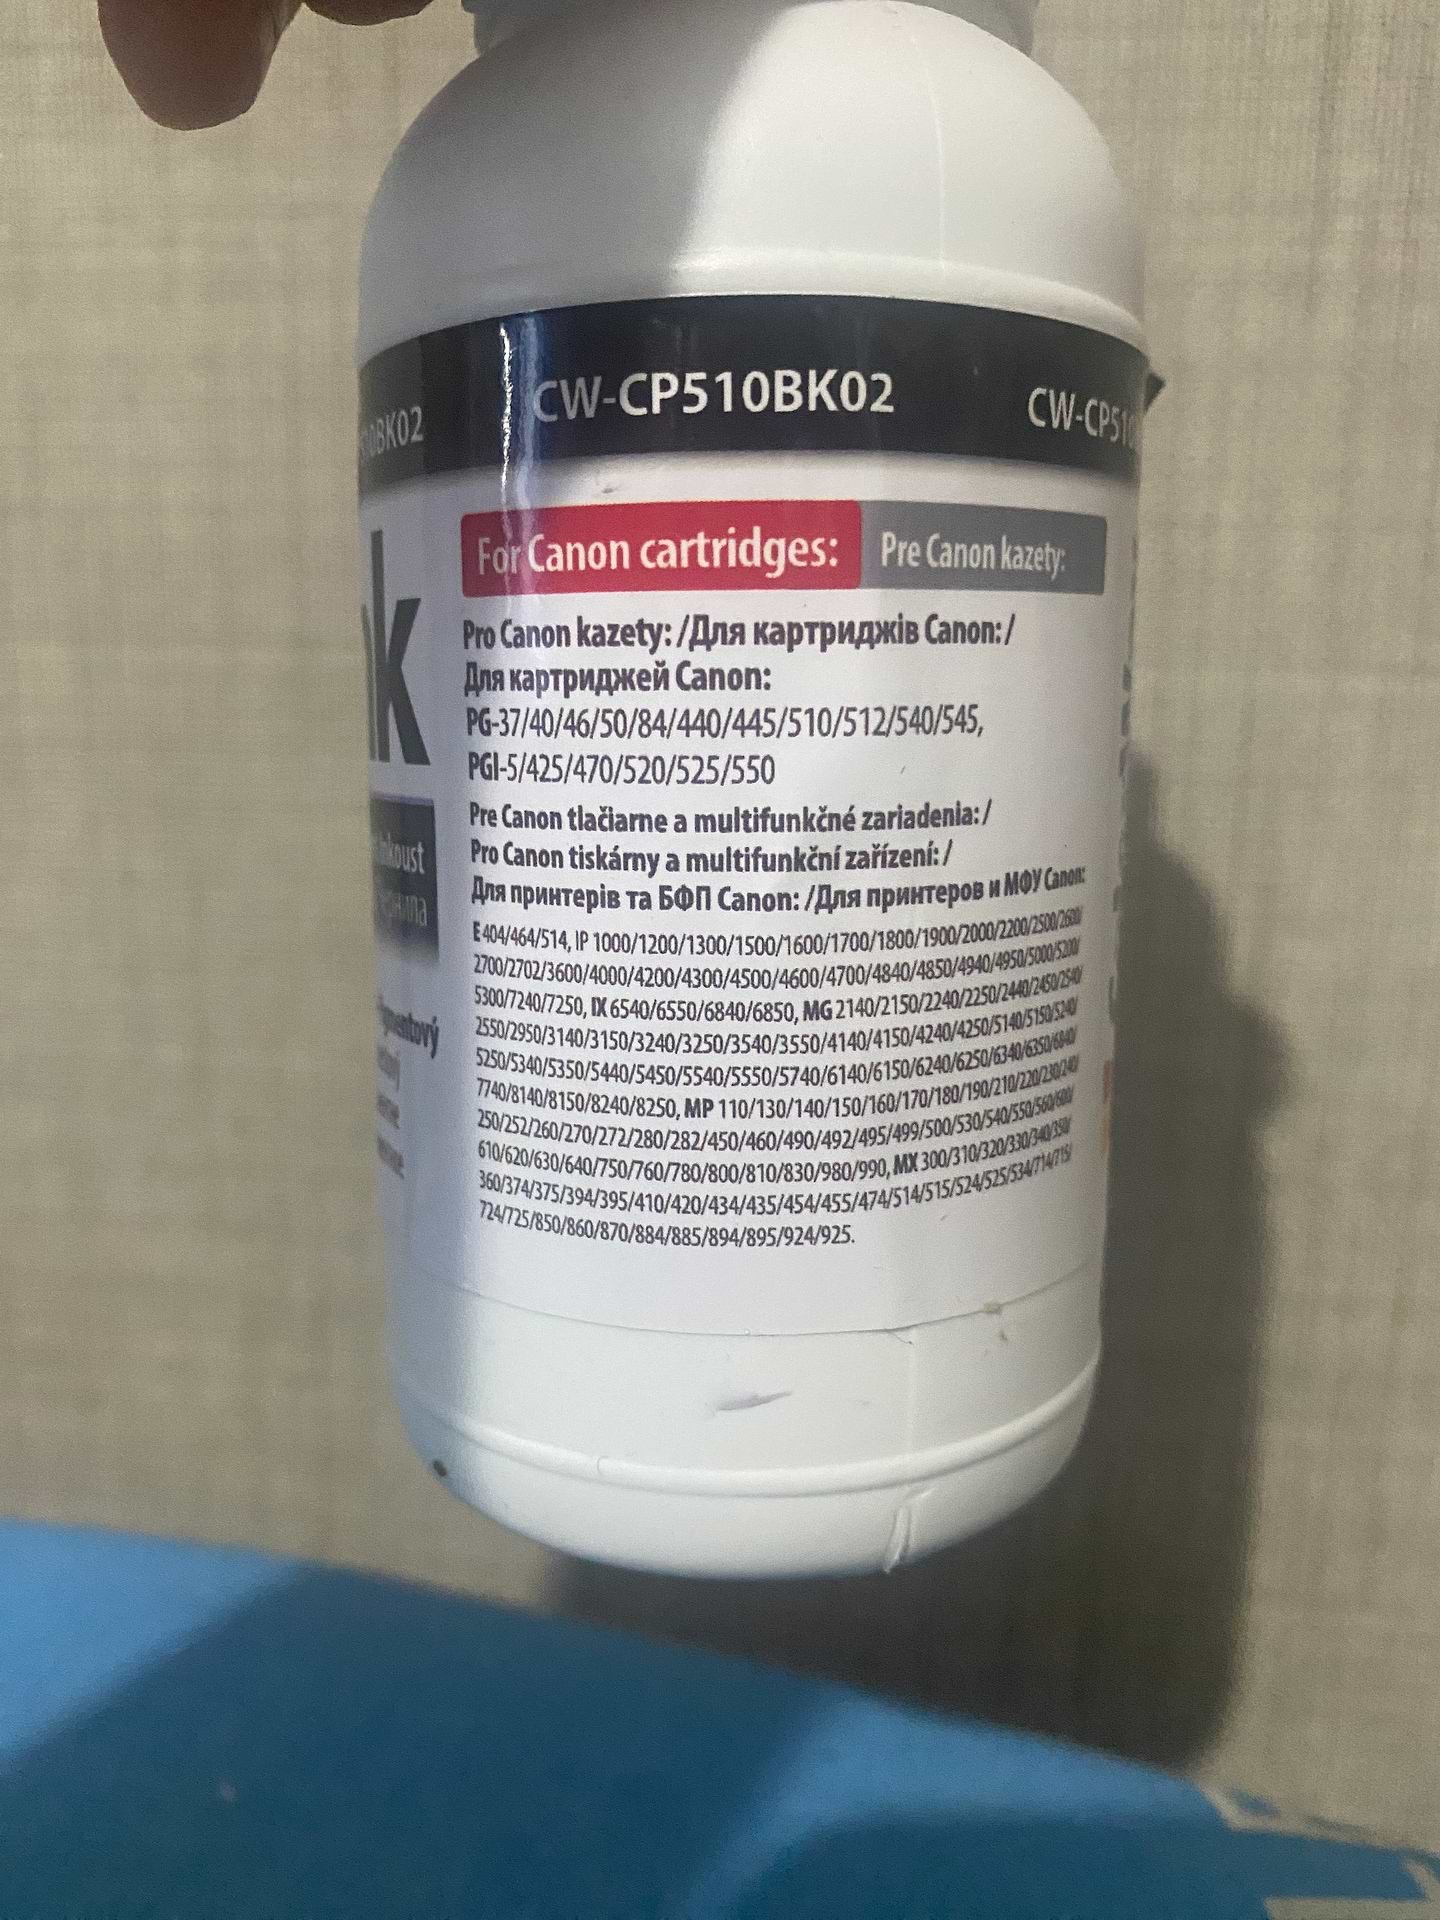 CW-CP510BK02
For Canon cartridges: Pre Canon kazety:
Pro Canon kazety: /Для картриджів Canon: /
Для картриджей Canon:
PG-37/40/46/50/84/440/445/510/512/540/545,
PGI-5/425/470/520/525/550
Pre Canon tlačiarne a multifunkčné zariadenia: /
Pro Canon tiskárny a multifunkční zařízení: /
Для принтерів та БФП Canon: /Для принтеров и МФУ Canon:
E 404/464/514, IP 1000/1200/1300/1500/1600/1700/1800/1900/2000/2200/2500/2600/
2700/2702/3600/4000/4200/4300/4500/4600/4700/4840/4850/4940/4950/5000/5200/
5300/7240/7250, IX 6540/6550/6840/6850, MG 2140/2150/2240/2250/2440/2450/2540/
2550/2950/3140/3150/3240/3250/3540/3550/4140/4150/4240/4250/5140/5150/5240/
5250/5340/5350/5440/5450/5540/5550/5740/6140/6150/6240/6250/6340/6350/6840/
7740/8140/8150/8240/8250, MP 110/130/140/150/160/170/180/190/210/220/230/240/
250/252/260/270/272/280/282/450/460/490/492/495/499/500/530/540/550/560/600/
610/620/630/640/750/760/780/800/810/830/980/990, MX 300/310/320/330/340/350/
360/374/375/394/395/410/420/434/435/454/455/474/514/515/524/525/534/714/715/
724/725/850/860/870/884/885/894/895/924/925.